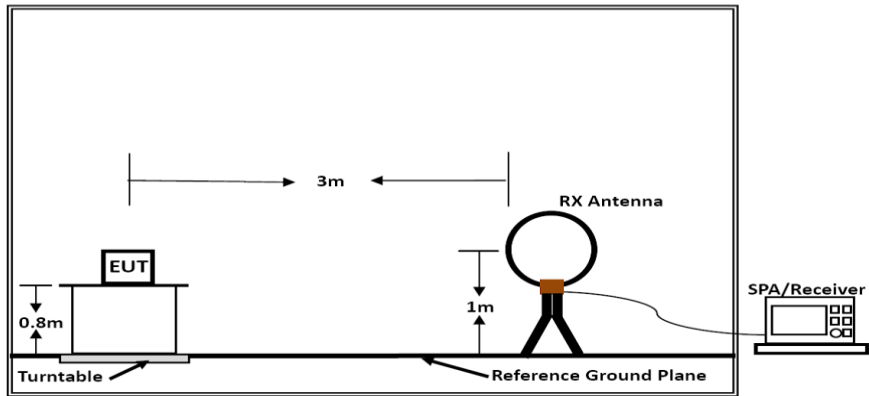 3m
RX Antenna
EUT
SPA/Receiver
0.8m
1m
Turntable
Reference Ground Plane